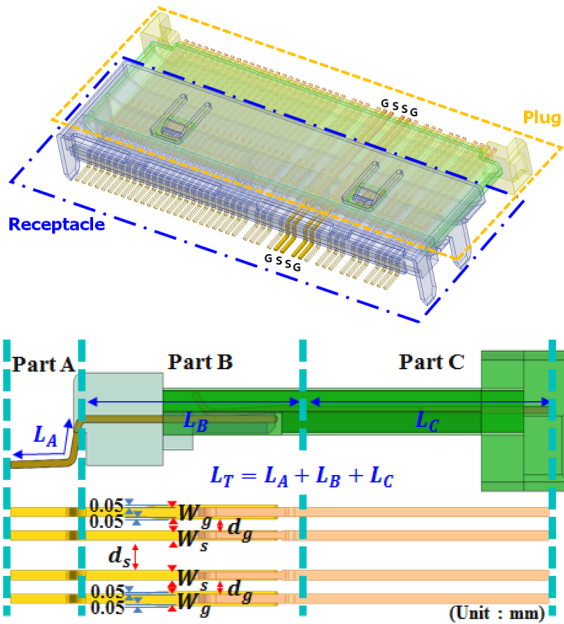 G S S G
Plug
Receptacle
G S S G
Part A
Part B
Part C
L_A
L_B
L_C
L_T = L_A + L_B + L_C
0.05
W_g
0.05
d_g
W_s
d_s
W_s
0.05
d_g
W_g
0.05
(Unit : mm)